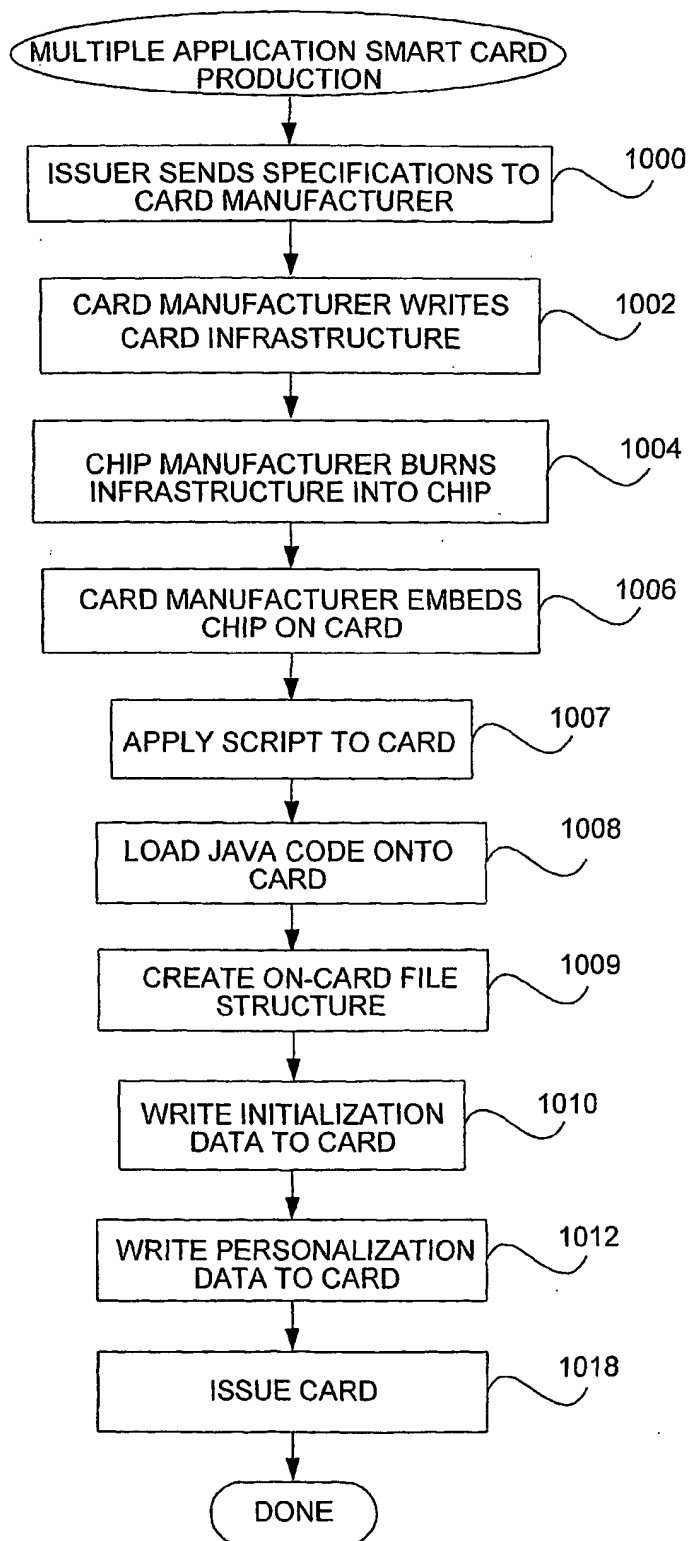 MULTIPLE APPLICATION SMART CARD
PRODUCTION
ISSUER SENDS SPECIFICATIONS TO
CARD MANUFACTURER
1000
CARD MANUFACTURER WRITES
CARD INFRASTRUCTURE
1002
CHIP MANUFACTURER BURNS
INFRASTRUCTURE INTO CHIP
1004
CARD MANUFACTURER EMBEDS
CHIP ON CARD
1006
APPLY SCRIPT TO CARD
1007
LOAD JAVA CODE ONTO
CARD
1008
CREATE ON-CARD FILE
STRUCTURE
1009
WRITE INITIALIZATION
DATA TO CARD
1010
WRITE PERSONALIZATION
DATA TO CARD
1012
ISSUE CARD
1018
DONE